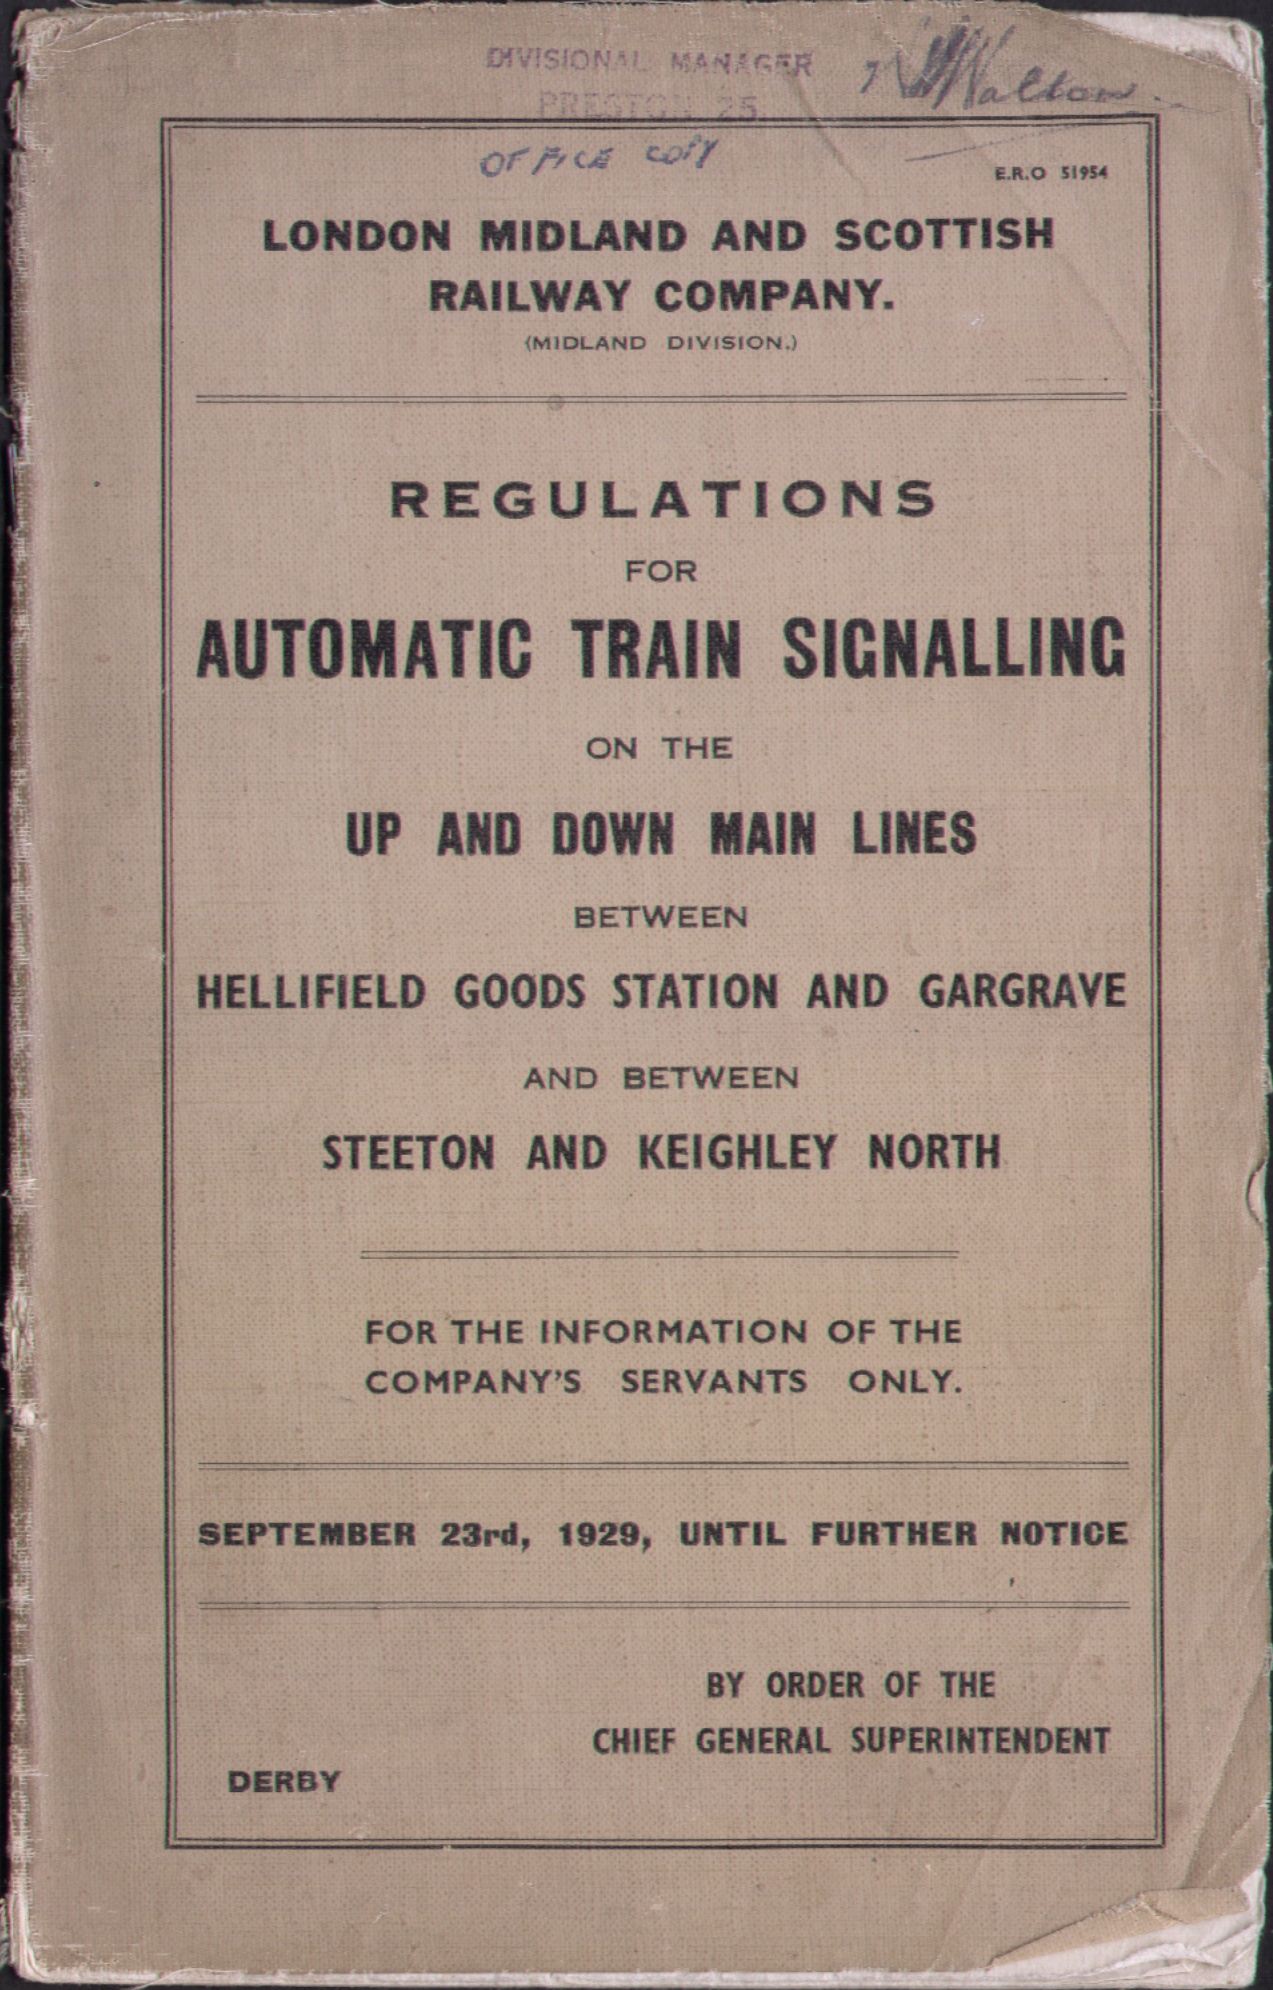 DIVISIONAL MANAGER
PRESTON 25.
Walton
OFFICE COPY
E.R.O 51954
LONDON MIDLAND AND SCOTTISH
RAILWAY COMPANY.
(MIDLAND DIVISION.)
REGULATIONS
FOR
AUTOMATIC TRAIN SIGNALLING
ON THE
UP AND DOWN MAIN LINES
BETWEEN
HELLIFIELD GOODS STATION AND GARGRAVE
AND BETWEEN
STEETON AND KEIGHLEY NORTH
FOR THE INFORMATION OF THE
COMPANY'S SERVANTS ONLY.
SEPTEMBER 23rd, 1929, UNTIL FURTHER NOTICE
BY ORDER OF THE
CHIEF GENERAL SUPERINTENDENT
DERBY